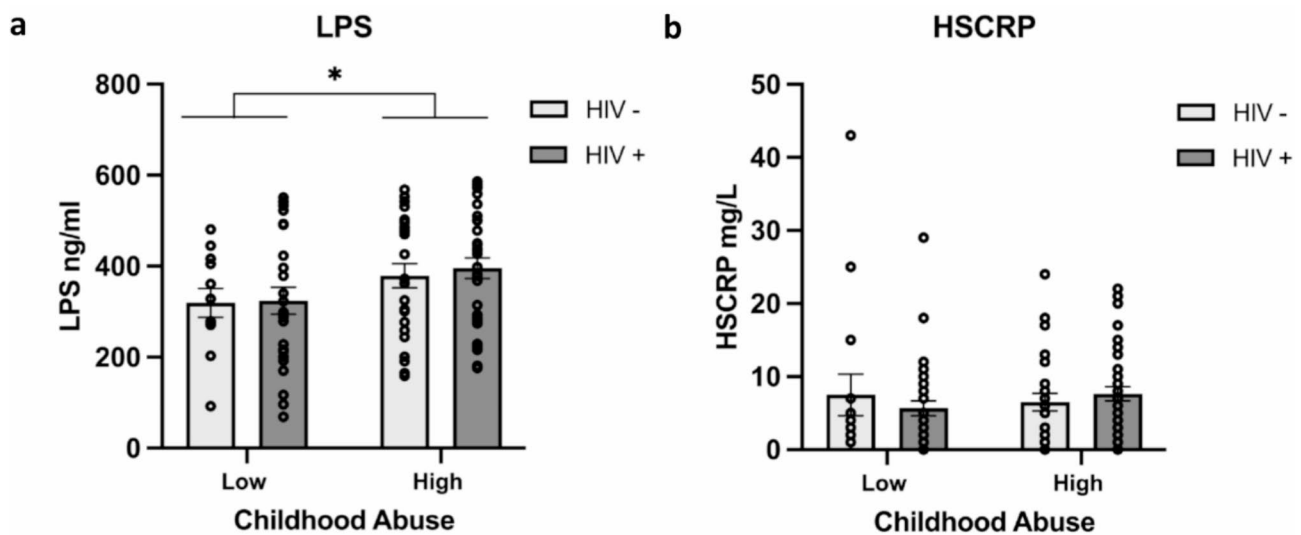 a
LPS
*
800
600
400
200
0
LPS ng/ml
HIV -
HIV +
Low
High
Childhood Abuse
b
HSCRP
50
40
30
20
10
0
HSCRP mg/L
HIV -
HIV +
Low
High
Childhood Abuse